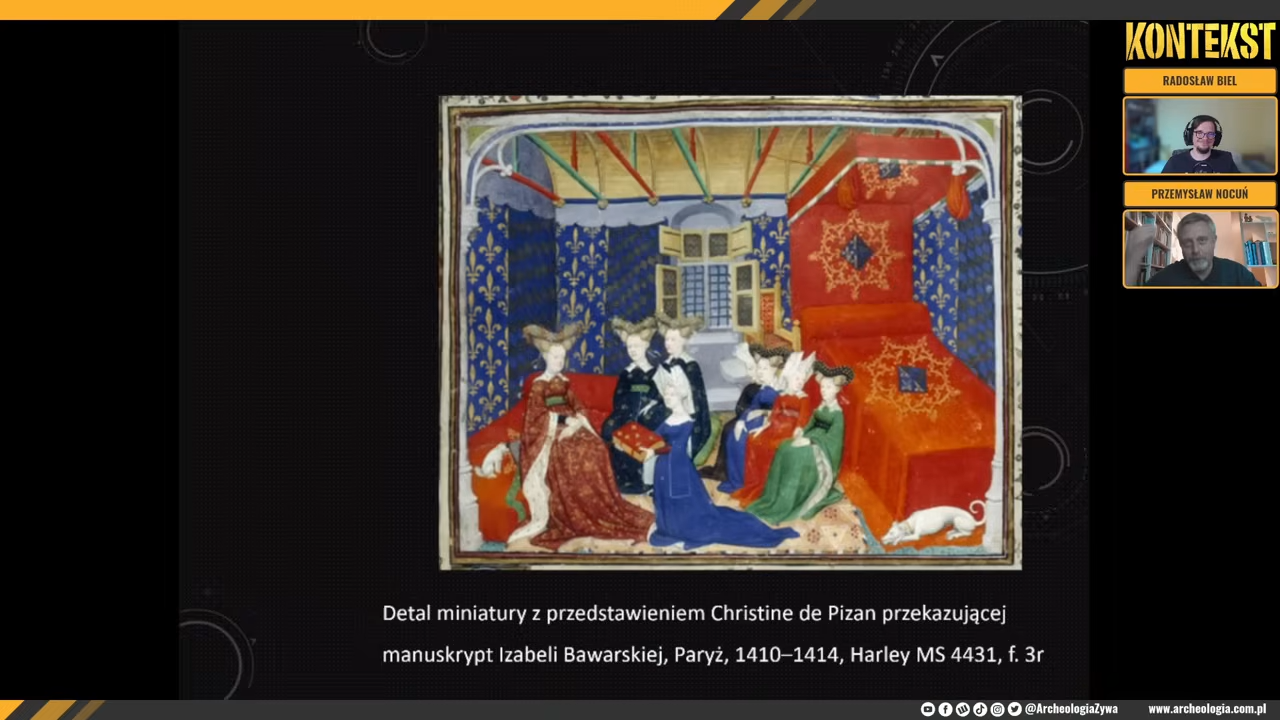 KONTEKST
RADOSŁAW BIEL
PRZEMYSŁAW NOCUŃ
Detal miniatury z przedstawieniem Christine de Pizan przekazującej
manuskrypt Izabeli Bawarskiej, Paryż, 1410–1414, Harley MS 4431, f. 3r
@ArcheologiaZywa www.archeologia.com.pl